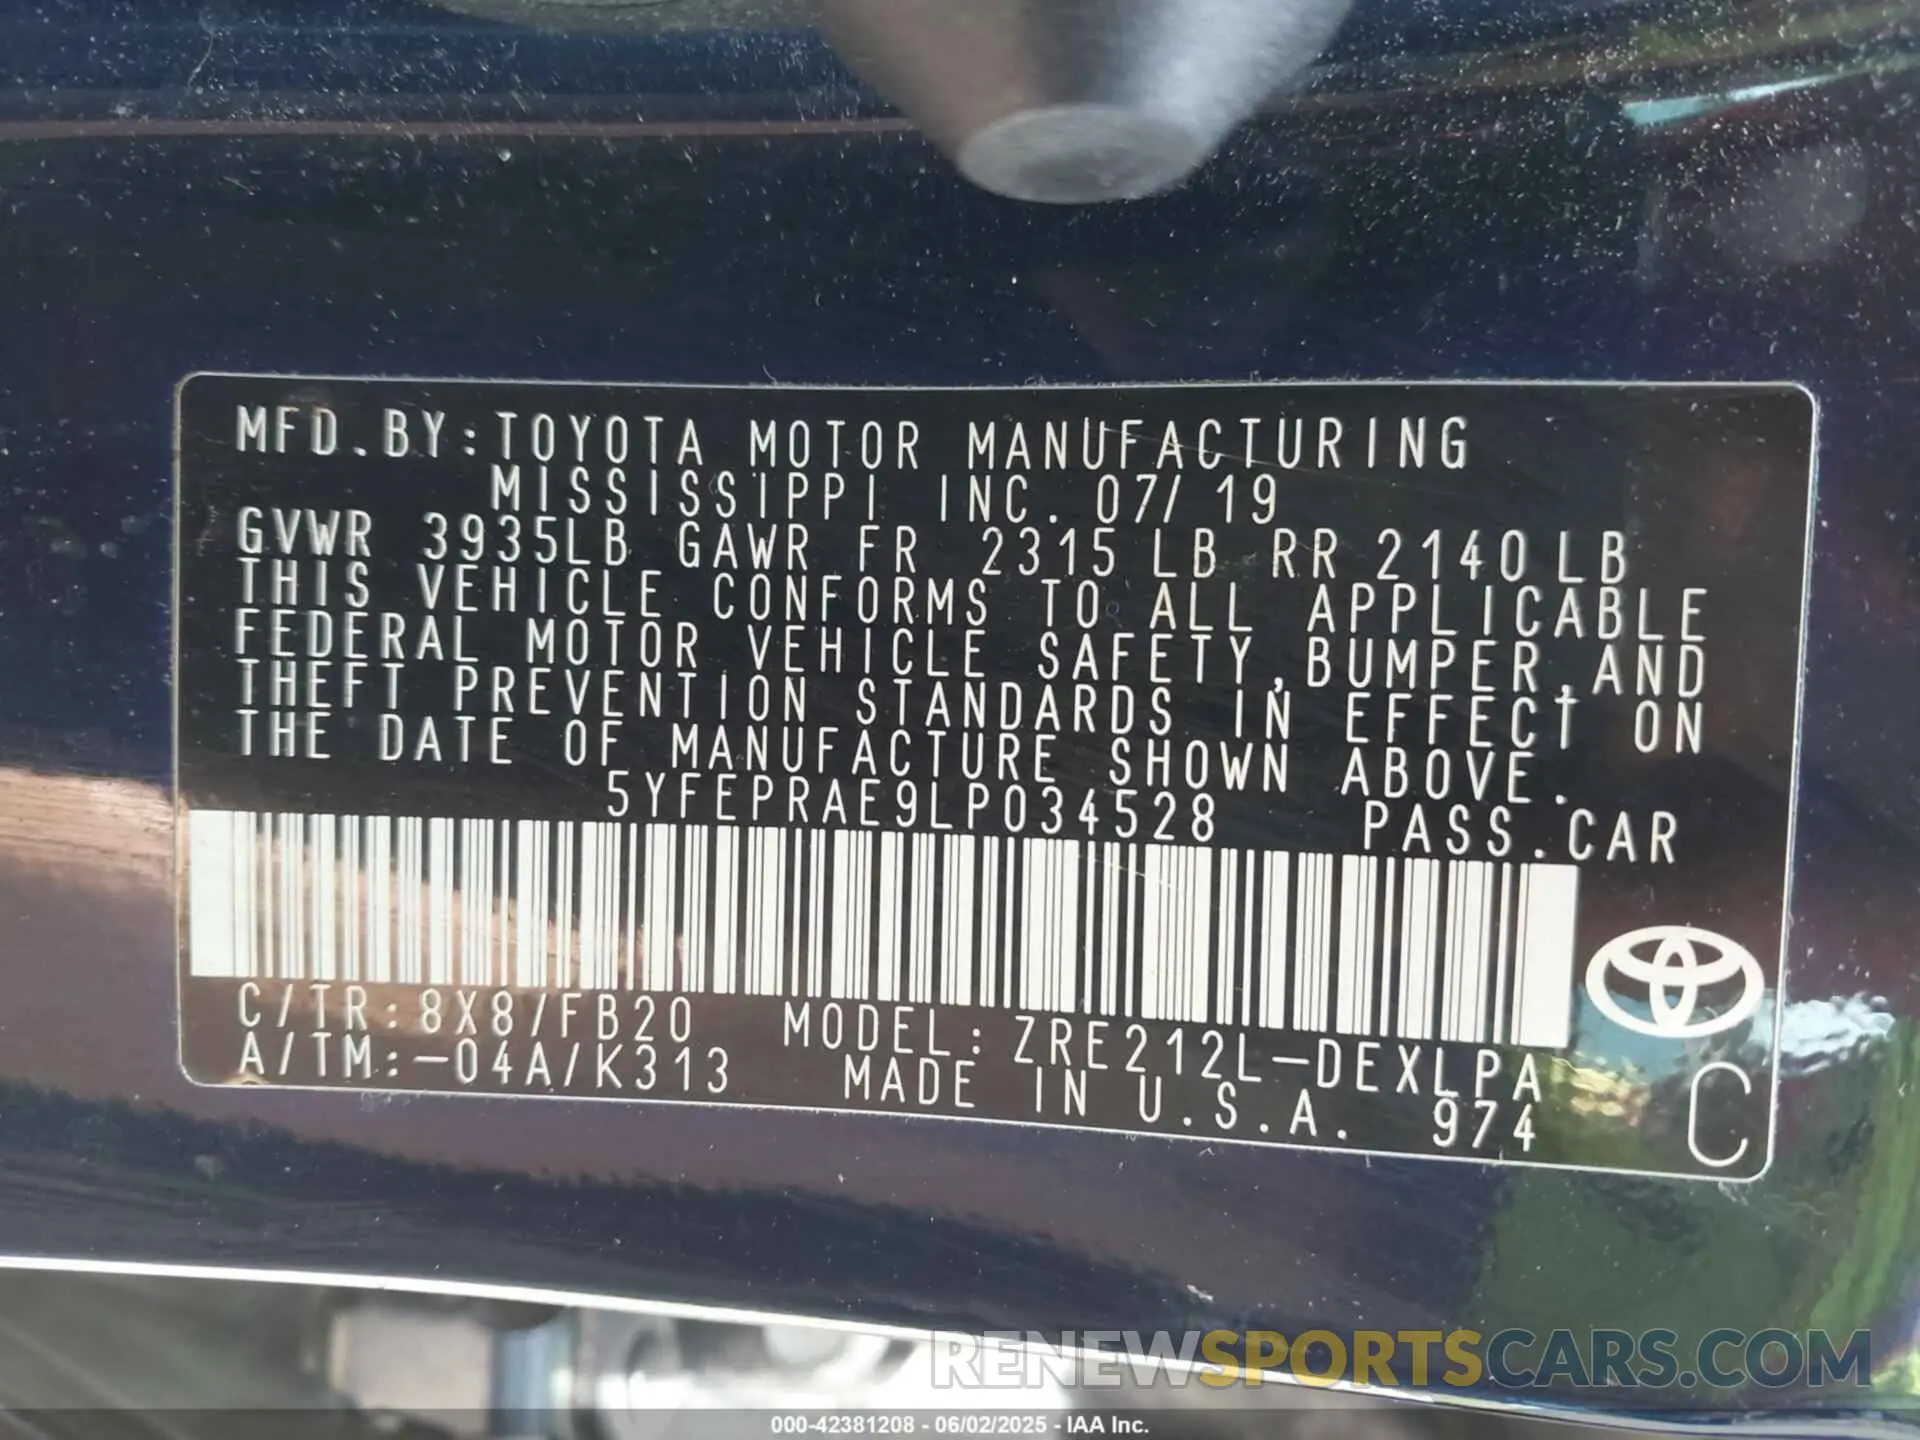 MFD.BY:TOYOTA MOTOR MANUFACTURING
MISSISSIPPI INC. 07/19
GVWR 3935LB GAWR FR 2315LB RR 2140LB
THIS VEHICLE CONFORMS TO ALL APPLICABLE
FEDERAL MOTOR VEHICLE SAFETY,BUMPER,AND
THEFT PREVENTION STANDARDS IN EFFECT ON
THE DATE OF MANUFACTURE SHOWN ABOVE.
5YFEPRAE9LP034528 PASS.CAR
C/TR:8X8/FB20 MODEL:ZRE212L-DEXLPA
A/TM:-04A/K313 MADE IN U.S.A. 974
C
RENEWSPORTSCARS.COM
000-42381208 - 06/02/2025 - IAA Inc.